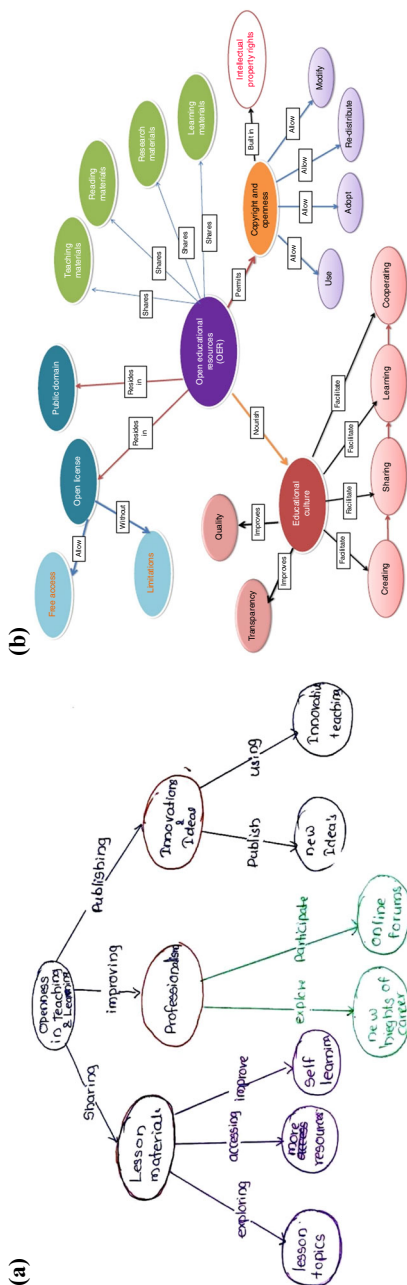 (a)
Openness
in Teaching
& Learning
Sharing
improving
Publishing
Lesson
materials
Professionalism
Innovations
&
Ideas
exploring
accessing
improve
explore
participate
Publish
using
lesson
topics
more
resources
Self
learning
new
heights of
career
online
forums
new
Idea's
Innovative
teaching
(b)
Free access
Allow
Limitations
Without
Open license
Public domain
Resides
in
Resides
in
Teaching
materials
Reading
materials
Research
materials
Learning
materials
Shares
Shares
Shares
Shares
Open educational
resources
(OER)
Permits
Nourish
Copyright and
openness
Built in
Intellectual
property rights
Allow
Allow
Allow
Allow
Use
Adopt
Re-distribute
Modify
Educational
culture
Improves
Improves
Transparency
Quality
Facilitate
Facilitate
Facilitate
Facilitate
Creating
Sharing
Learning
Cooperating